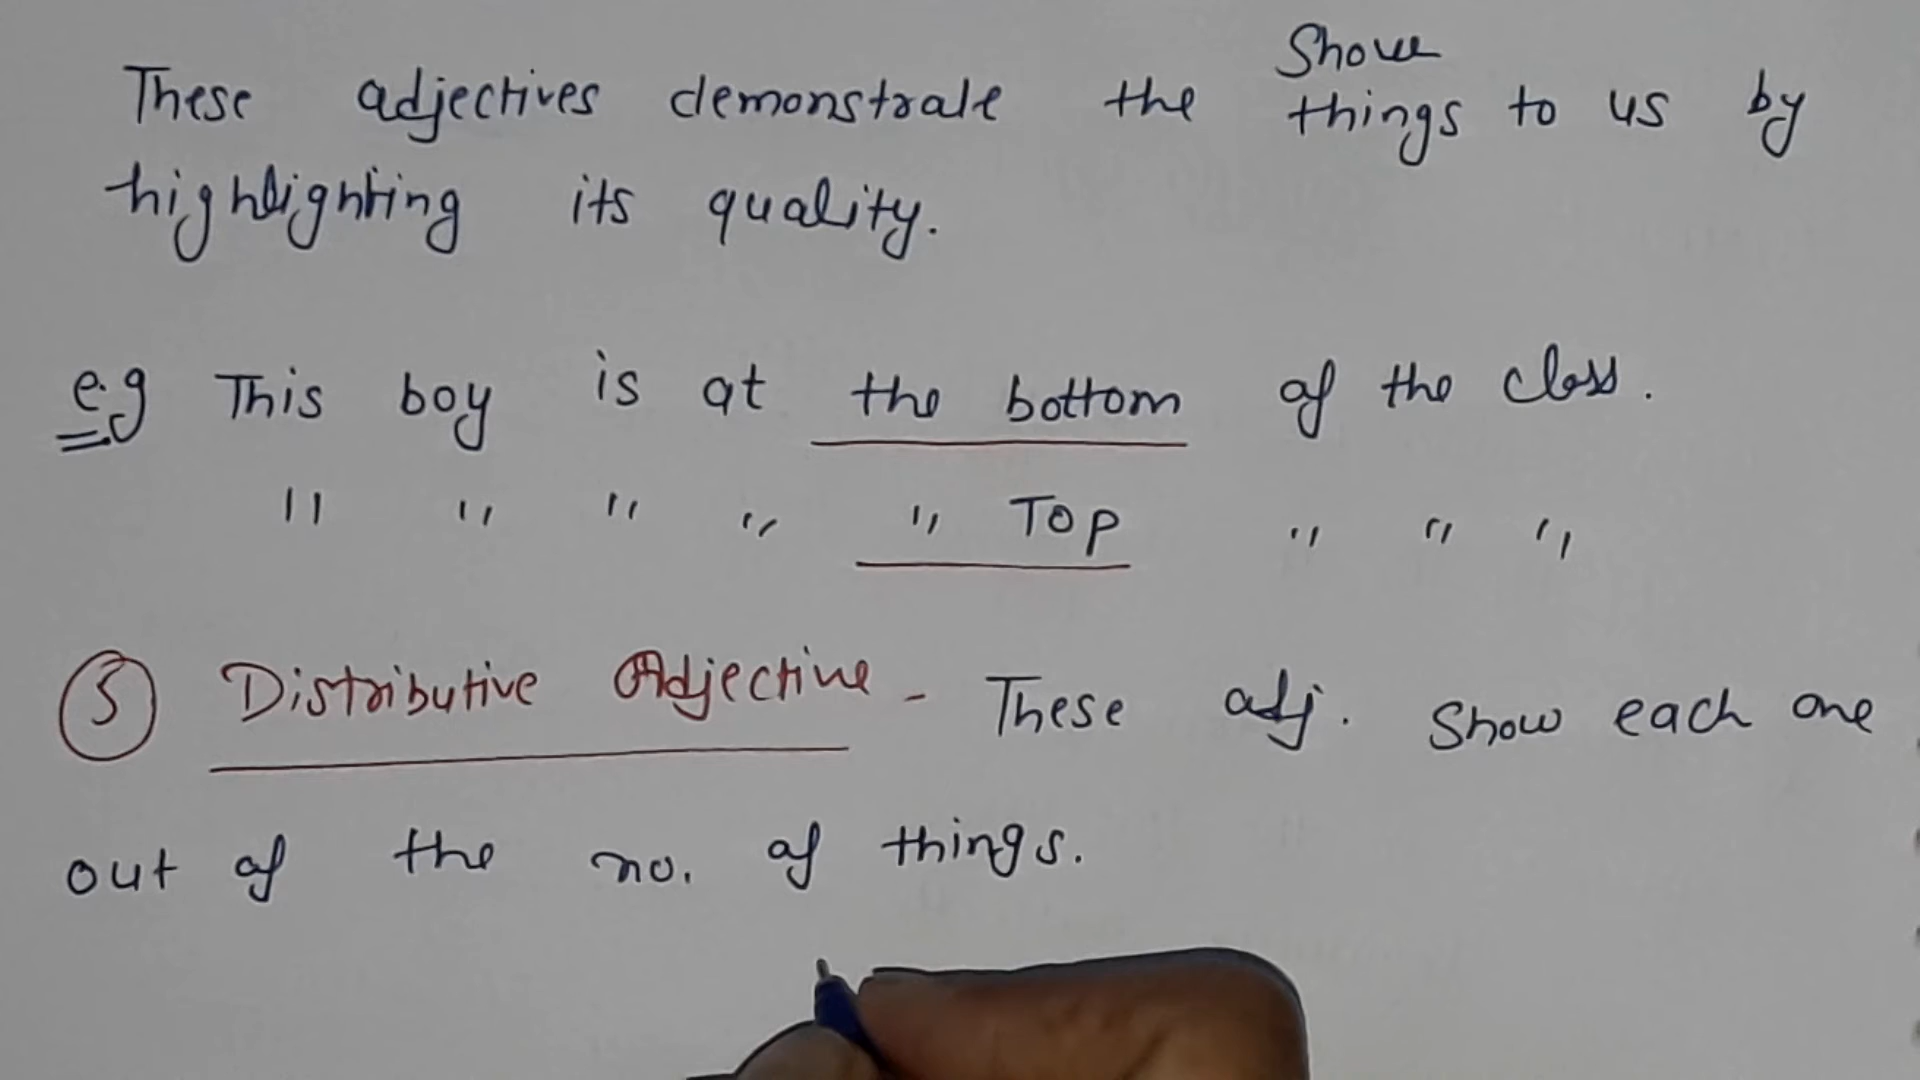 Show
These adjectives demonstrate the things to us by
highlighting its quality.
e.g This boy is at the bottom of the class.
" " " " " Top " " "
5 Distributive Adjective - These adj. Show each one
out of the no. of things.